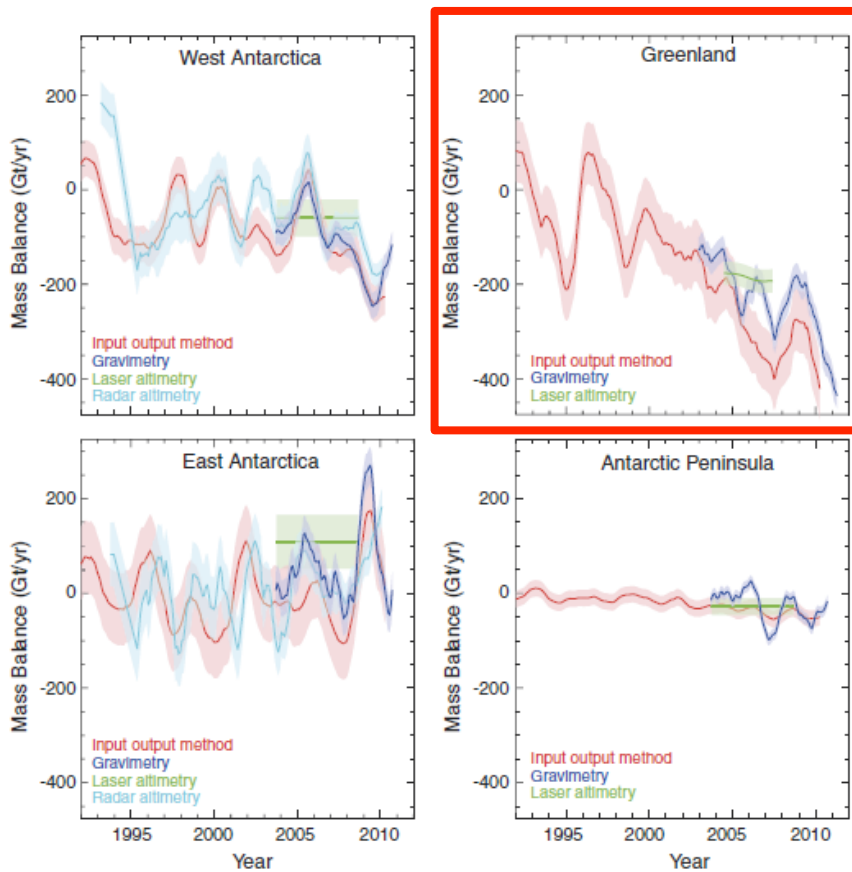 West Antarctica
Mass Balance (Gt/yr)
200
0
-200
-400
Input output method
Gravimetry
Laser altimetry
Radar altimetry
Greenland
Mass Balance (Gt/yr)
200
0
-200
-400
Input output method
Gravimetry
Laser altimetry
East Antarctica
Mass Balance (Gt/yr)
200
0
-200
-400
Input output method
Gravimetry
Laser altimetry
Radar altimetry
1995 2000 2005 2010
Year
Antarctic Peninsula
Mass Balance (Gt/yr)
200
0
-200
-400
Input output method
Gravimetry
Laser altimetry
1995 2000 2005 2010
Year